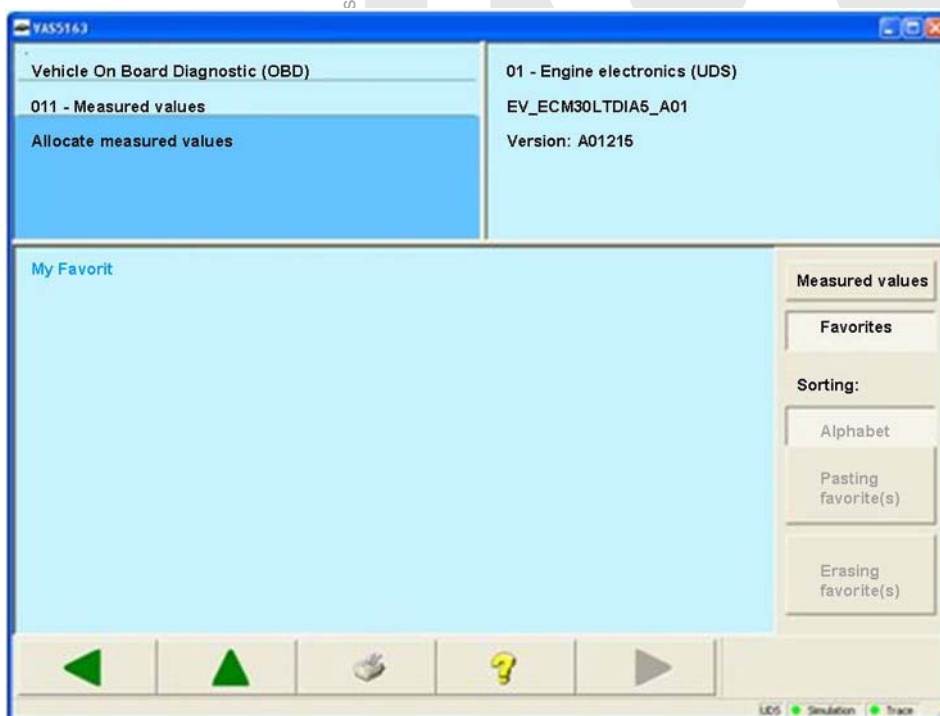 VAS5163
Vehicle On Board Diagnostic (OBD)
011 - Measured values
Allocate measured values
01 - Engine electronics (UDS)
EV_ECM30LTDIA5_A01
Version: A01215
My Favorit
Measured values
Favorites
Sorting:
Alphabet
Pasting
favorite(s)
Erasing
favorite(s)
?
UDS
Simulation
Trace